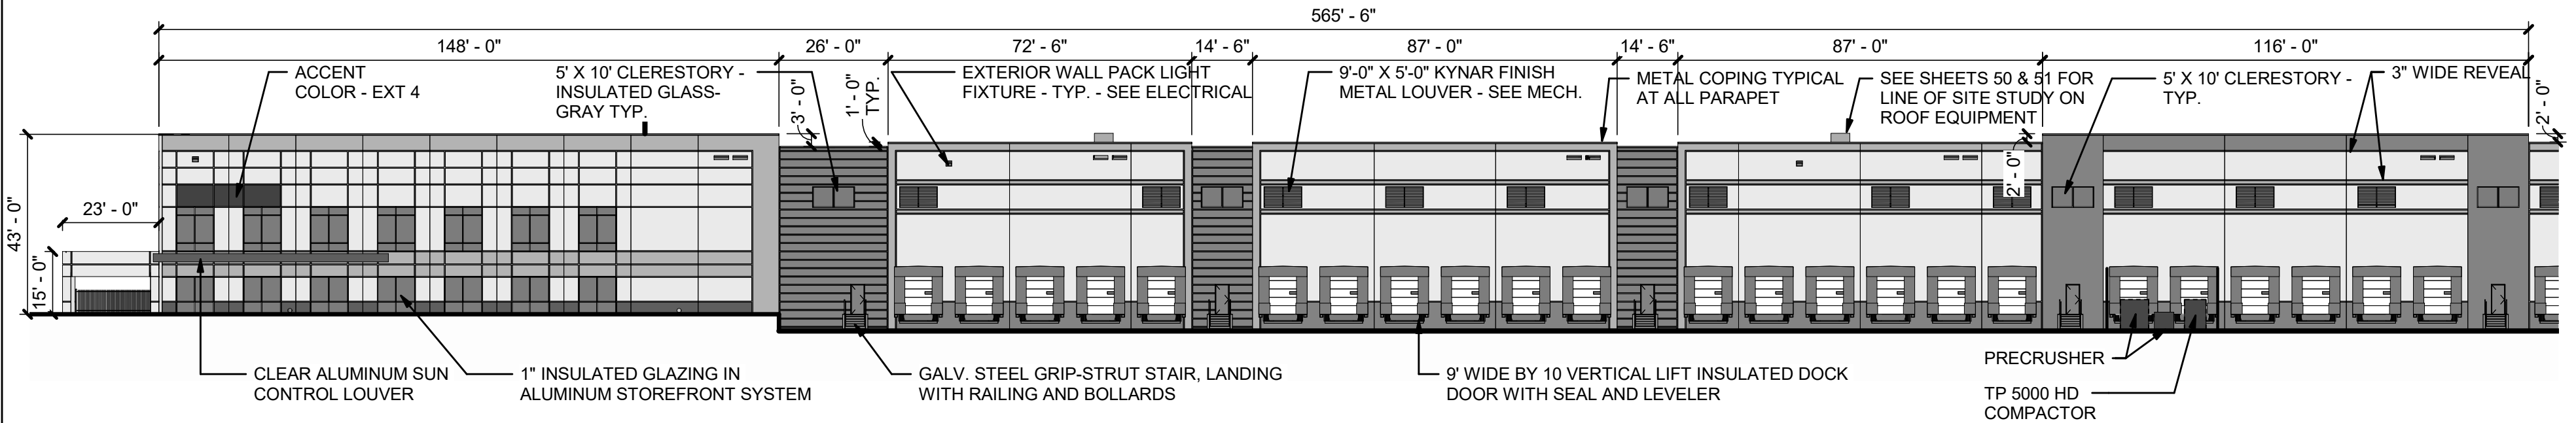 565' - 6"
148' - 0"
26' - 0"
72' - 6"
14' - 6"
87' - 0"
14' - 6"
87' - 0"
116' - 0"
ACCENT
COLOR - EXT 4
5' X 10' CLERESTORY -
INSULATED GLASS-
GRAY TYP.
3' - 0"
1' - 0"
TYP.
EXTERIOR WALL PACK LIGHT
FIXTURE - TYP. - SEE ELECTRICAL
9'-0" X 5'-0" KYNAR FINISH
METAL LOUVER - SEE MECH.
METAL COPING TYPICAL
AT ALL PARAPET
SEE SHEETS 50 & 51 FOR
LINE OF SITE STUDY ON
ROOF EQUIPMENT
2' - 0"
5' X 10' CLERESTORY -
TYP.
3" WIDE REVEAL
2' - 0"
43' - 0"
23' - 0"
15' - 0"
CLEAR ALUMINUM SUN
CONTROL LOUVER
1" INSULATED GLAZING IN
ALUMINUM STOREFRONT SYSTEM
GALV. STEEL GRIP-STRUT STAIR, LANDING
WITH RAILING AND BOLLARDS
9' WIDE BY 10 VERTICAL LIFT INSULATED DOCK
DOOR WITH SEAL AND LEVELER
PRECRUSHER
TP 5000 HD
COMPACTOR